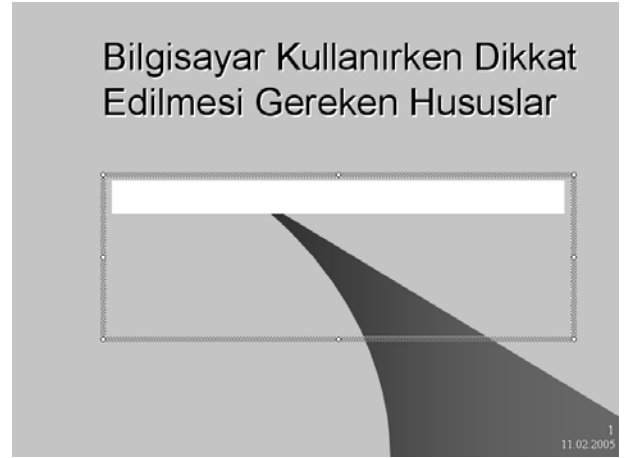 Bilgisayar Kullanırken Dikkat
Edilmesi Gereken Hususlar
1
11.02.2005